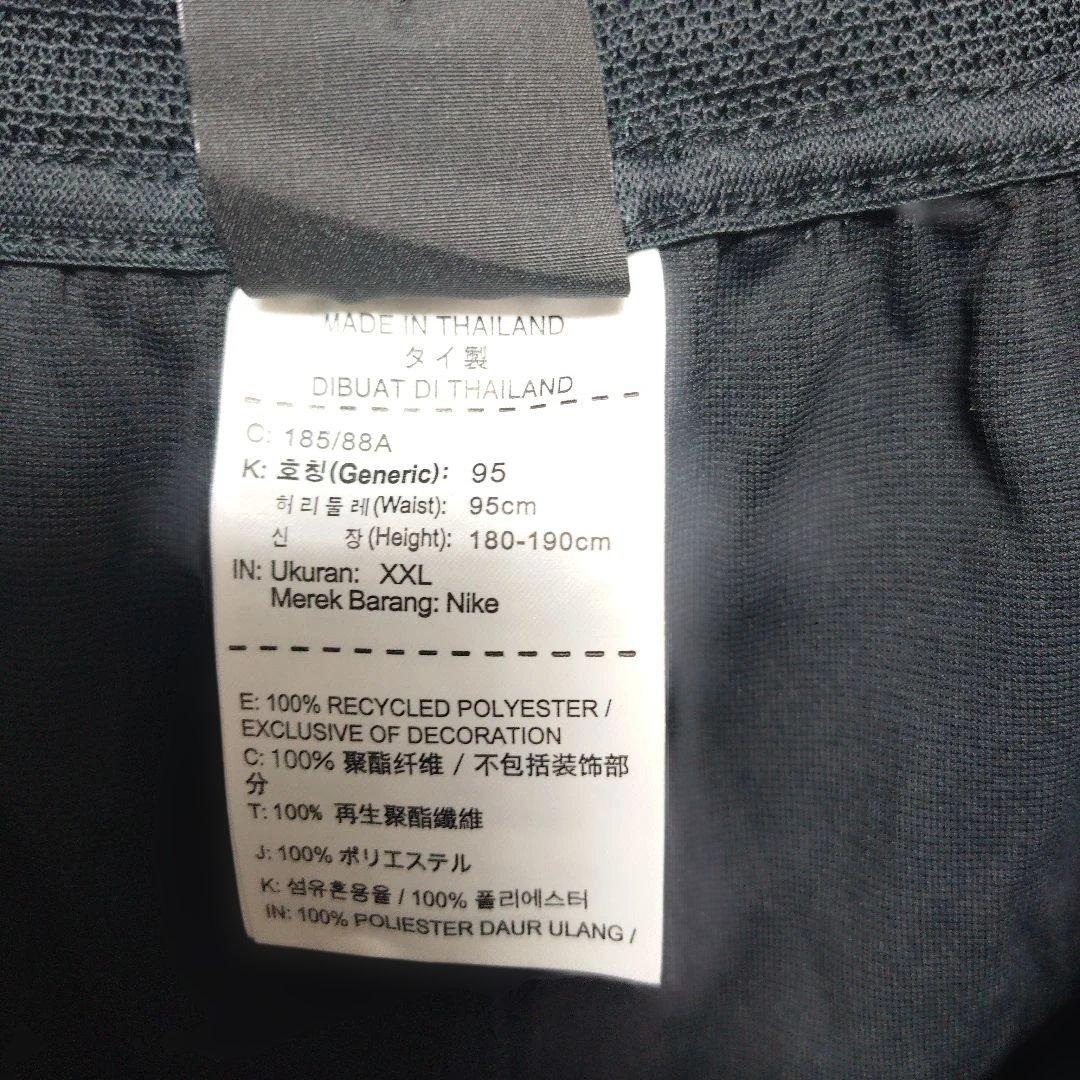 MADE IN THAILAND
タイ製
DIBUAT DI THAILAND
C: 185/88A
K: 호칭(Generic): 95
허리둘레(Waist): 95cm
신 장(Height): 180-190cm
IN: Ukuran: XXL
Merek Barang: Nike
E: 100% RECYCLED POLYESTER /
EXCLUSIVE OF DECORATION
C: 100% 聚酯纤维 / 不包括装饰部
分
T: 100% 再生聚酯纖維
J: 100% ポリエステル
K: 섬유혼용율 / 100% 폴리에스터
IN: 100% POLIESTER DAUR ULANG /